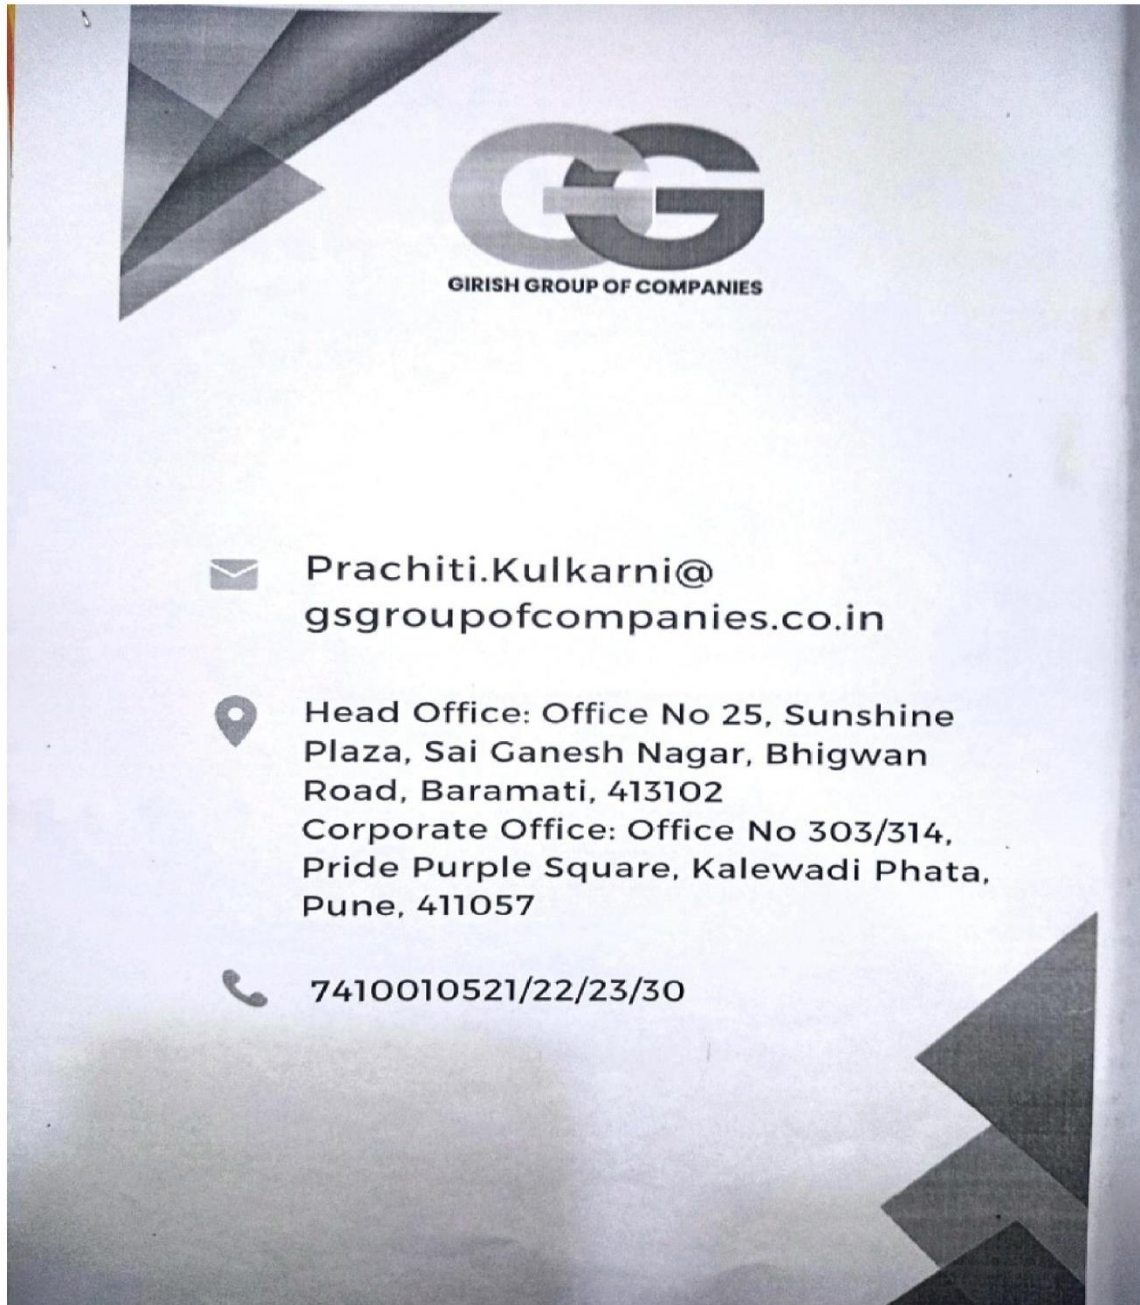 GG
GIRISH GROUP OF COMPANIES
Prachiti.Kulkarni@
gsgroupofcompanies.co.in
Head Office: Office No 25, Sunshine
Plaza, Sai Ganesh Nagar, Bhigwan
Road, Baramati, 413102
Corporate Office: Office No 303/314,
Pride Purple Square, Kalewadi Phata,
Pune, 411057
7410010521/22/23/30